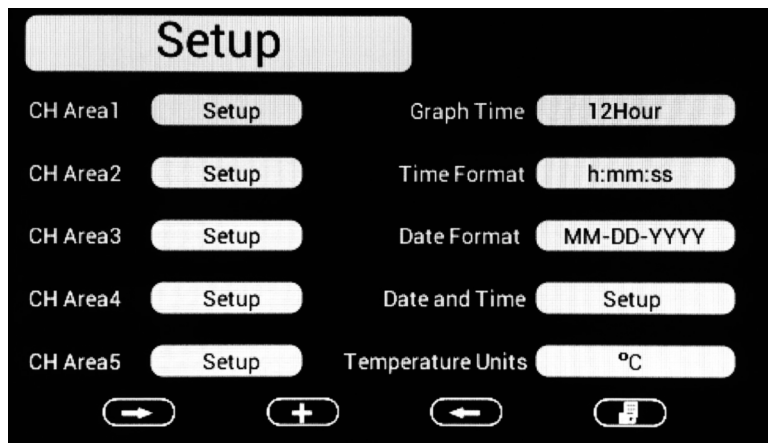 Setup
CH Area1 Setup Graph Time 12Hour
CH Area2 Setup Time Format h:mm:ss
CH Area3 Setup Date Format MM-DD-YYYY
CH Area4 Setup Date and Time Setup
CH Area5 Setup Temperature Units ºC